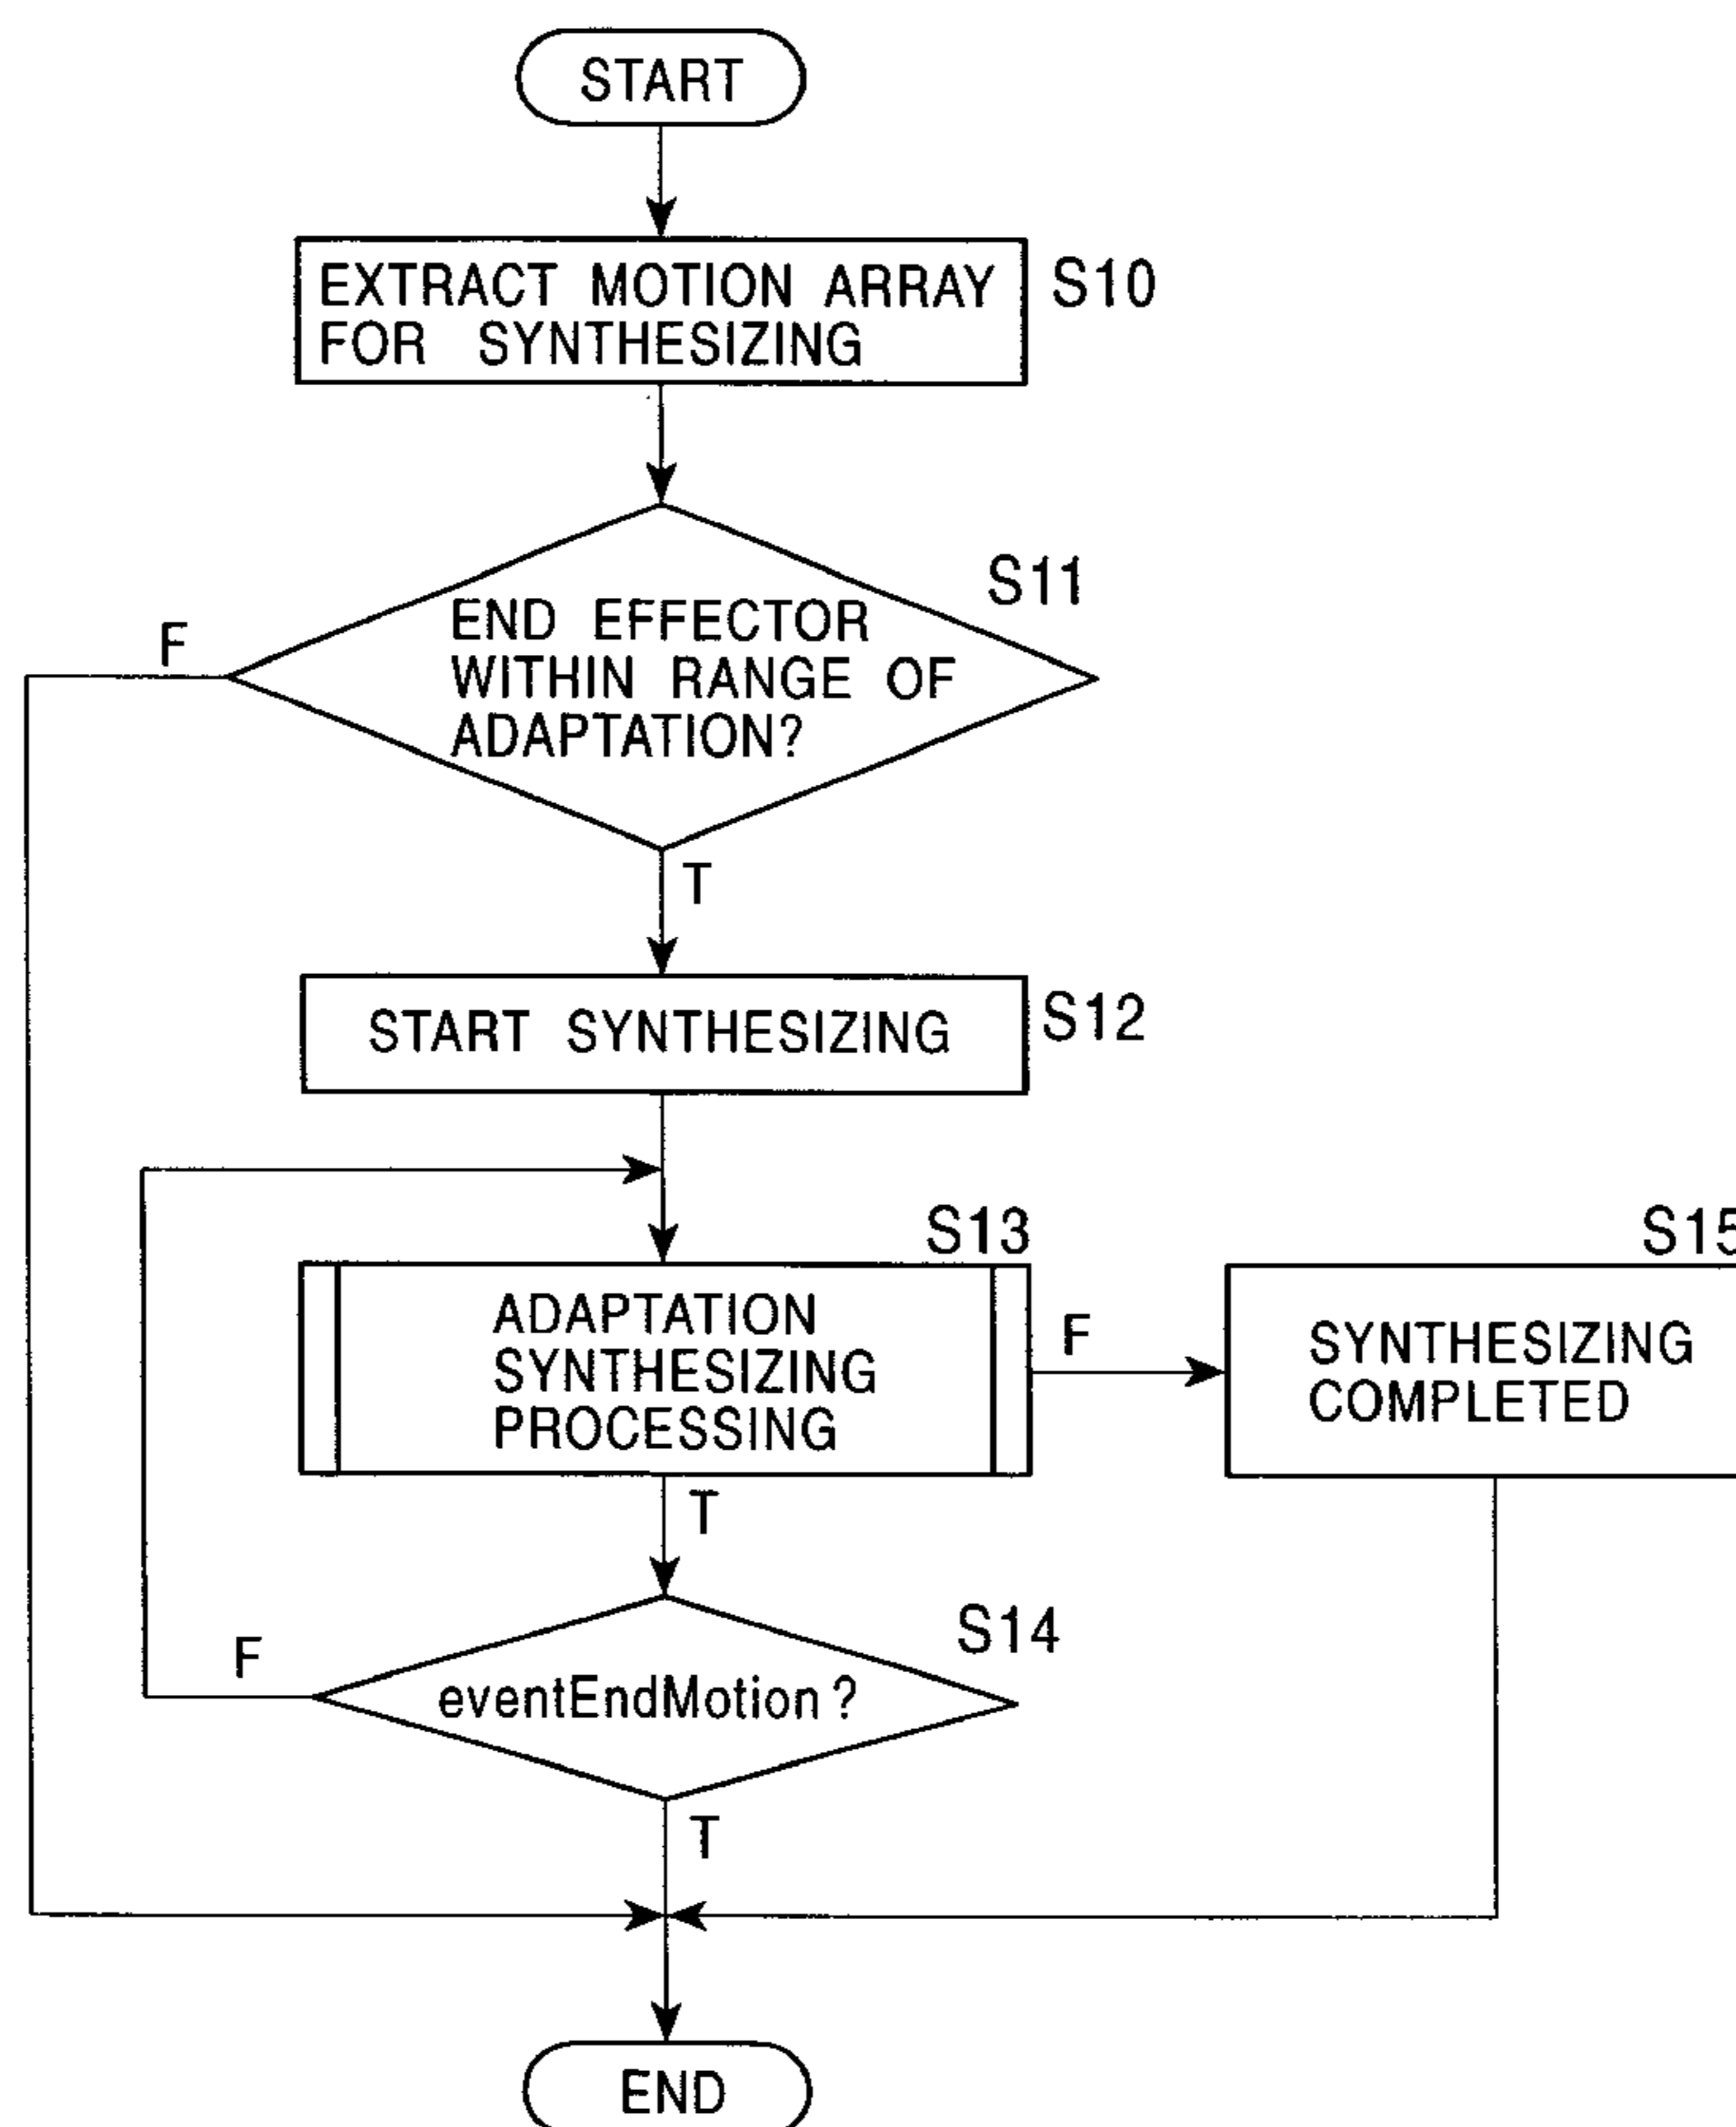 START
EXTRACT MOTION ARRAY
FOR SYNTHESIZING
S10
S11
END EFFECTOR
WITHIN RANGE OF
ADAPTATION?
F
T
START SYNTHESIZING
S12
S13
ADAPTATION
SYNTHESIZING
PROCESSING
F
S15
SYNTHESIZING
COMPLETED
T
S14
eventEndMotion ?
F
T
END